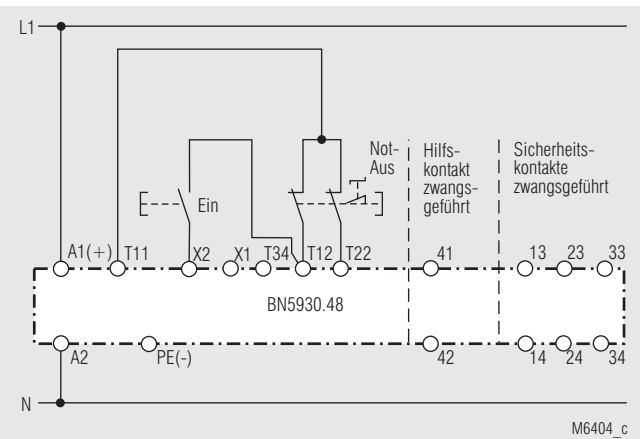 L1
Not-
Aus
Hilfs-
kontakt
zwangs-
geführt
Sicherheits-
kontakte
zwangsgeführt
Ein
A1(+) T11 X2 X1 T34 T12 T22 41 13 23 33
BN5930.48
A2 PE(-) 42 14 24 34
N
M6404_c